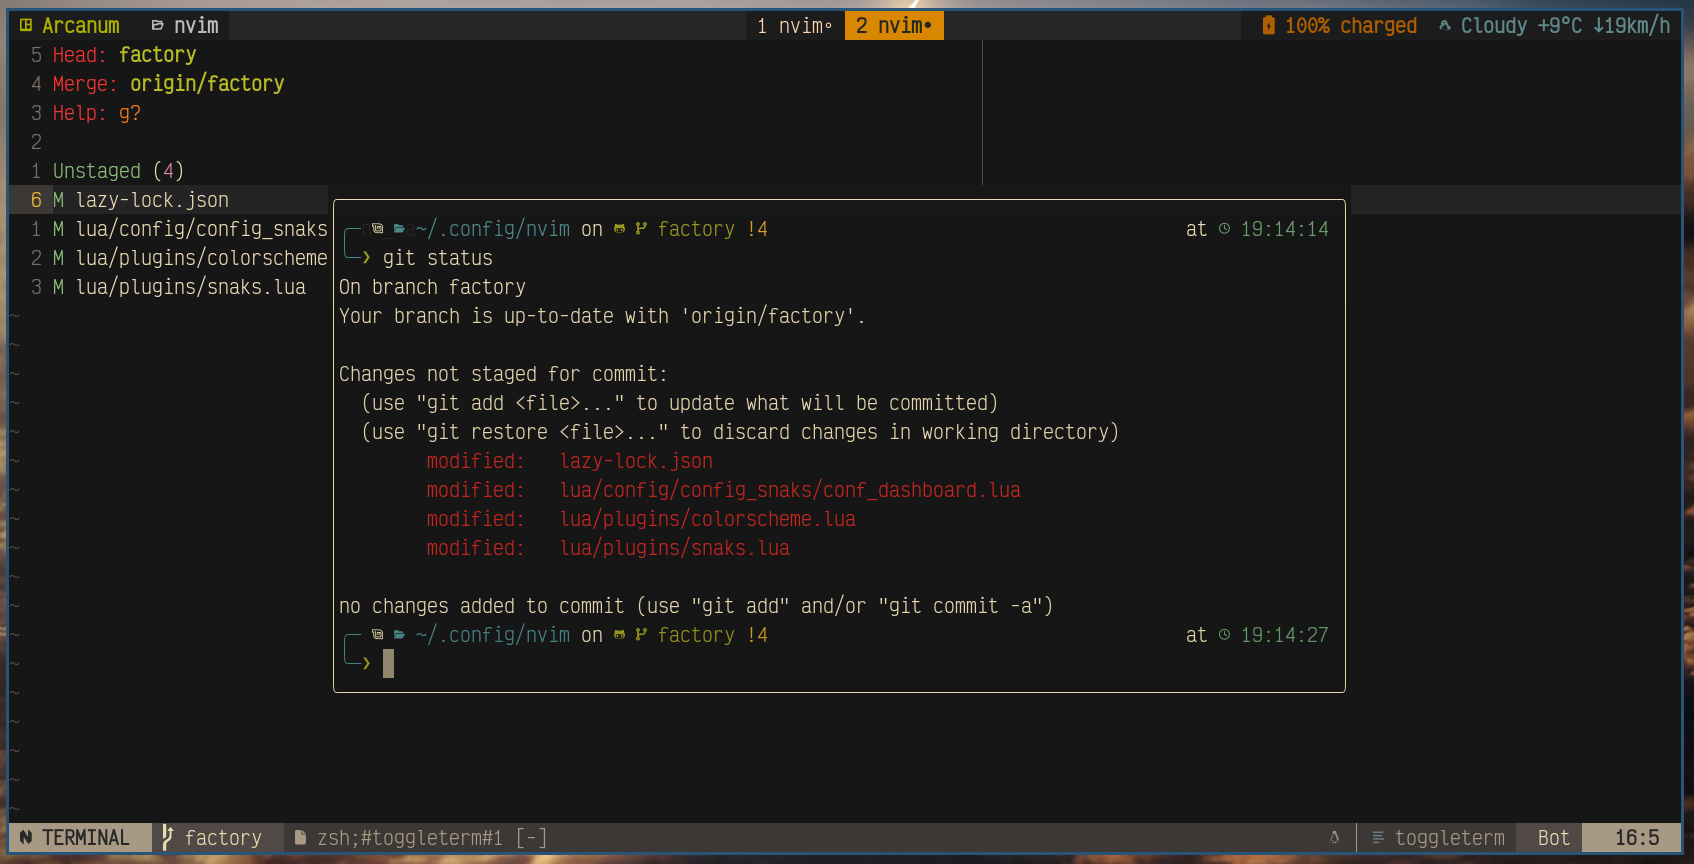 Arcanum nvim 1 nvim 2 nvim• 100% charged Cloudy +9°C ↓19km/h
5 Head: factory
4 Merge: origin/factory
3 Help: g?
2
1 Unstaged (4)
6 M lazy-lock.json
1 M lua/config/config_snaks
2 M lua/plugins/colorscheme
3 M lua/plugins/snaks.lua
~/.config/nvim on factory !4 at 19:14:14
❯ git status
On branch factory
Your branch is up-to-date with 'origin/factory'.
Changes not staged for commit:
(use "git add <file>..." to update what will be committed)
(use "git restore <file>..." to discard changes in working directory)
modified: lazy-lock.json
modified: lua/config/config_snaks/conf_dashboard.lua
modified: lua/plugins/colorscheme.lua
modified: lua/plugins/snaks.lua
no changes added to commit (use "git add" and/or "git commit -a")
~/.config/nvim on factory !4 at 19:14:27
❯
TERMINAL factory zsh;#toggleterm#1 [-] toggleterm Bot 16:5